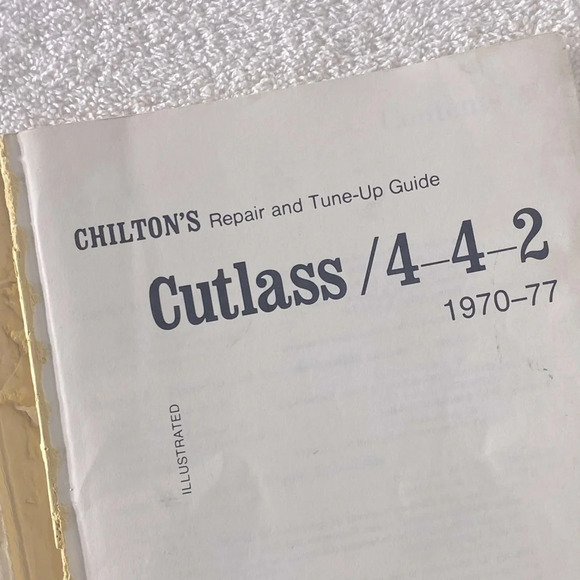 CHILTON'S Repair and Tune-Up Guide
Cutlass /4–4–2
1970–77
ILLUSTRATED